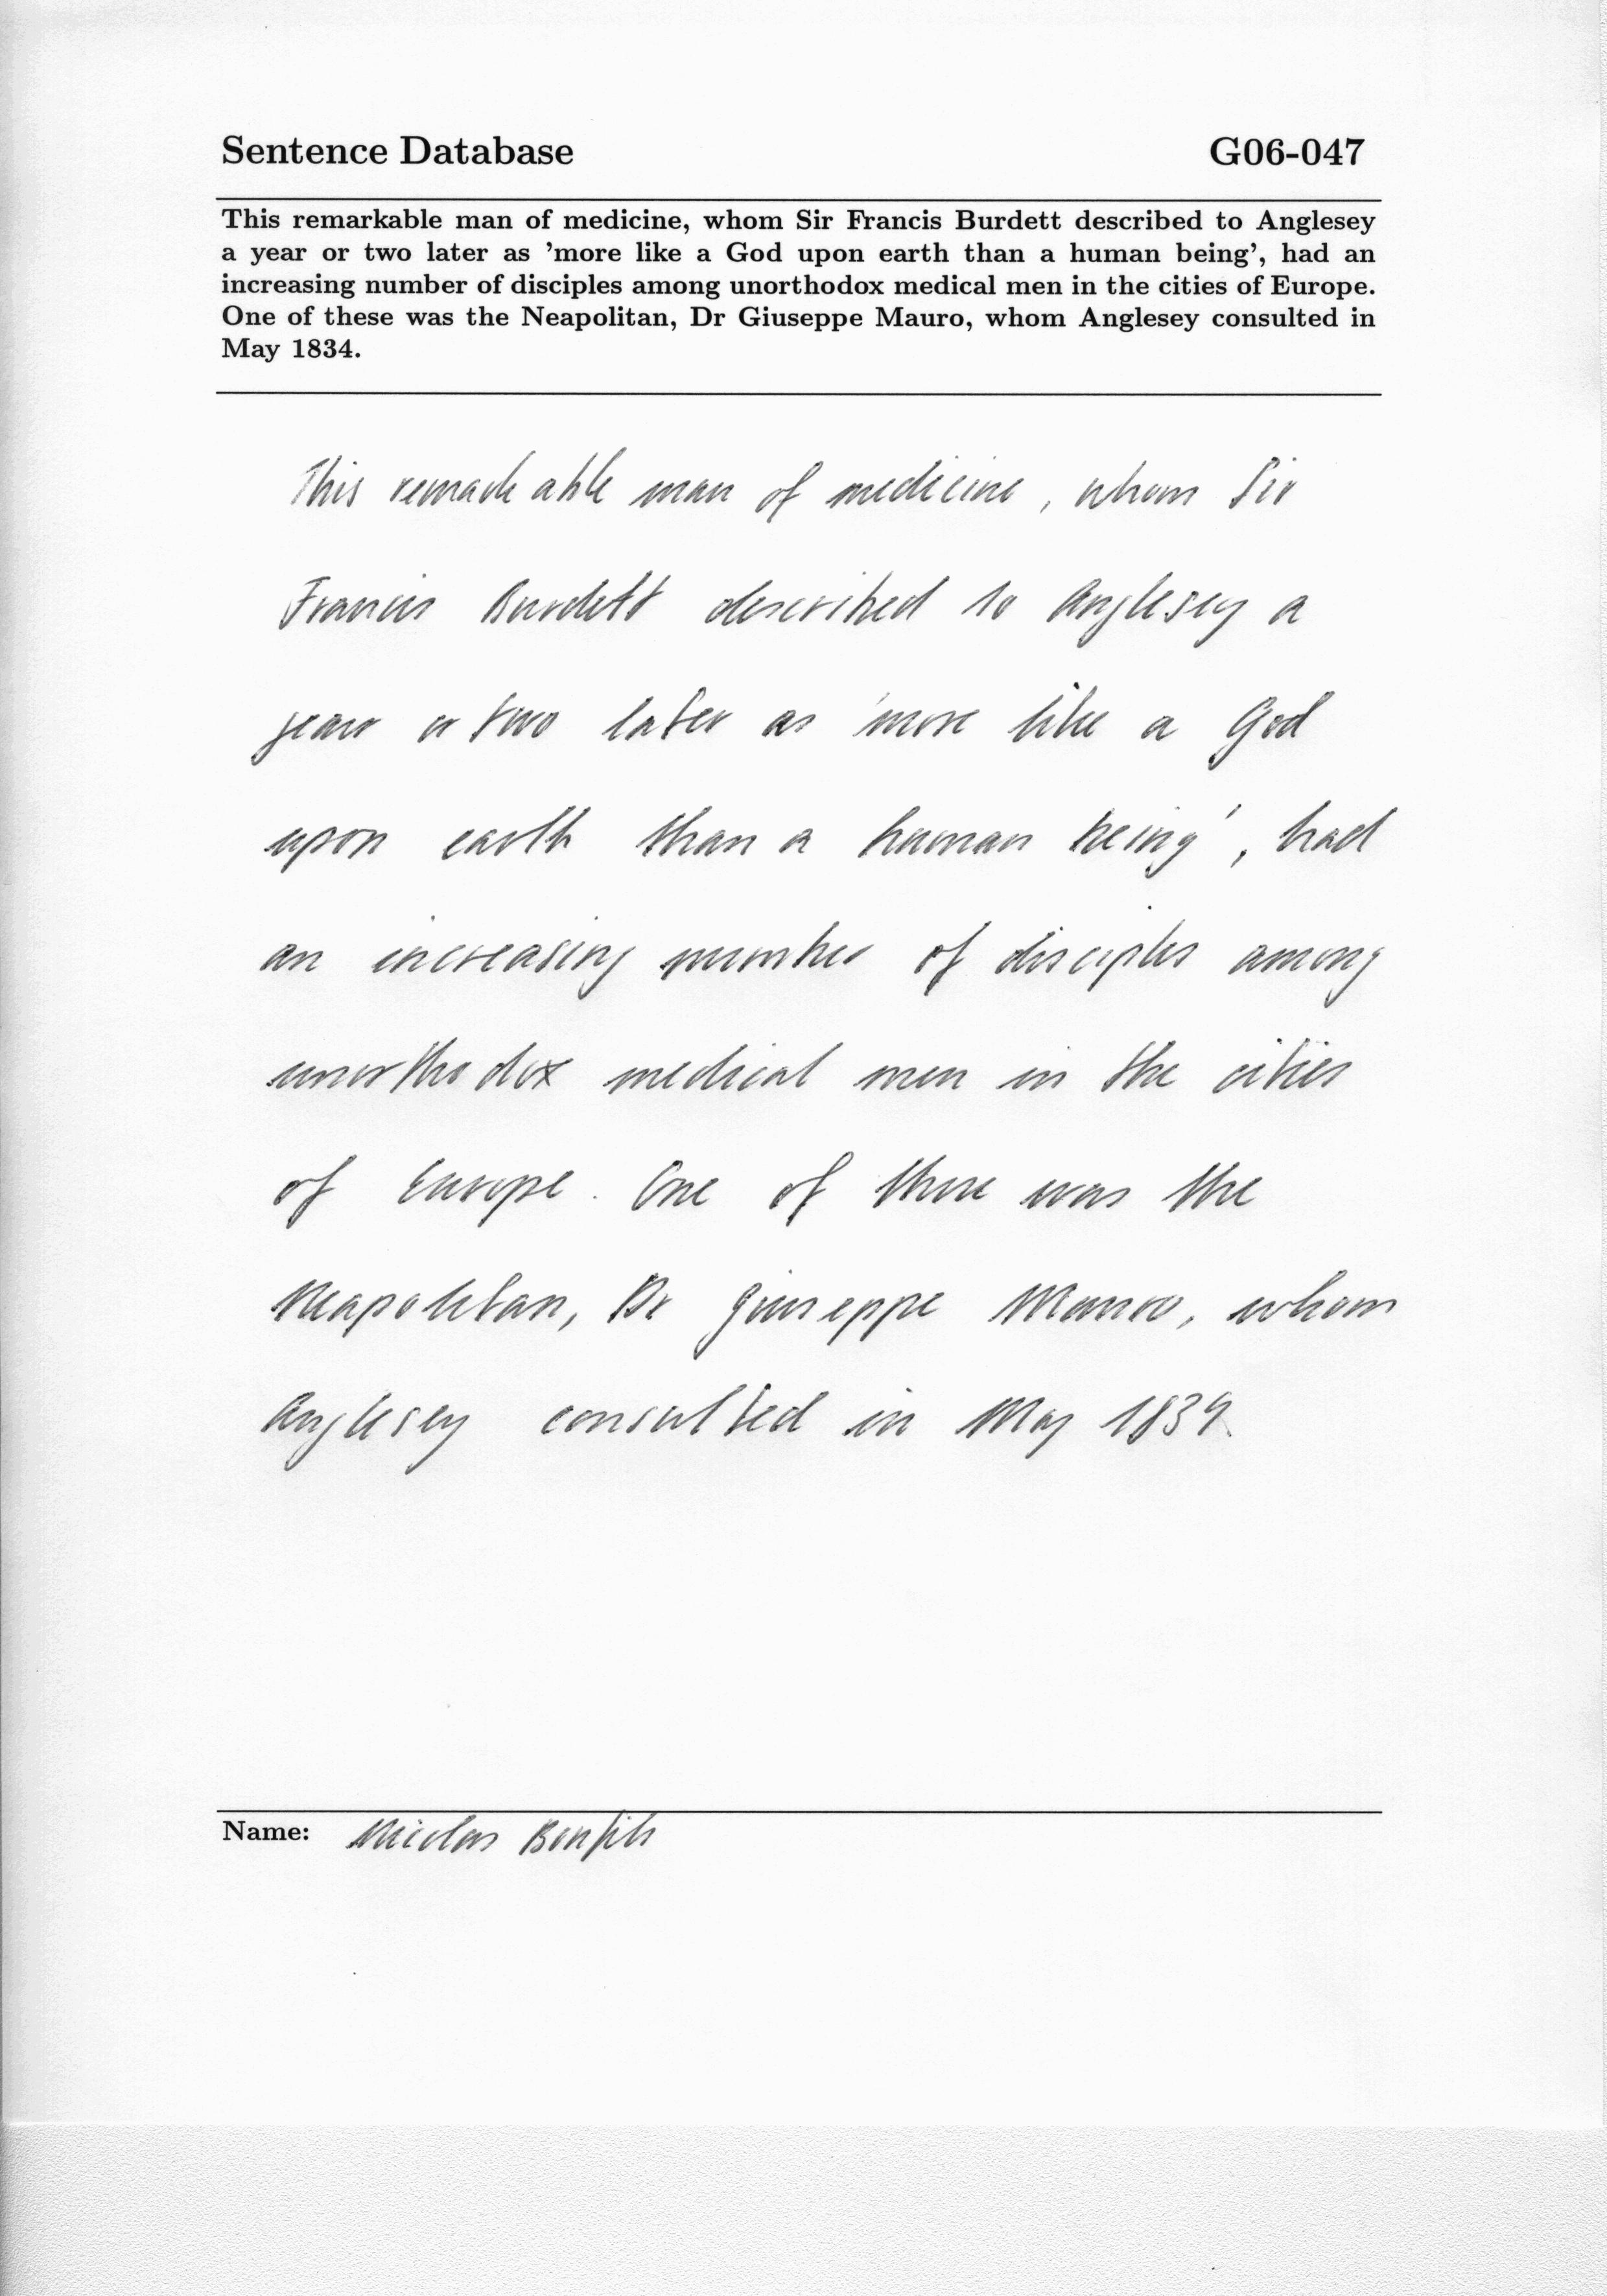 Sentence Database G06-047
This remarkable man of medicine, whom Sir Francis Burdett described to Anglesey
a year or two later as 'more like a God upon earth than a human being', had an
increasing number of disciples among unorthodox medical men in the cities of Europe.
One of these was the Neapolitan, Dr Giuseppe Mauro, whom Anglesey consulted in
May 1834.
This remarkable man of medicine, whom Sir
Francis Burdett described to Anglesey a
year or two later as 'more like a God
upon earth than a human being', had
an increasing number of disciples among
unorthodox medical men in the cities
of Europe. One of these was the
Neapolitan, Dr Giuseppe Mauro, whom
Anglesey consulted in May 1834.
Name: Nicolas Bonfils